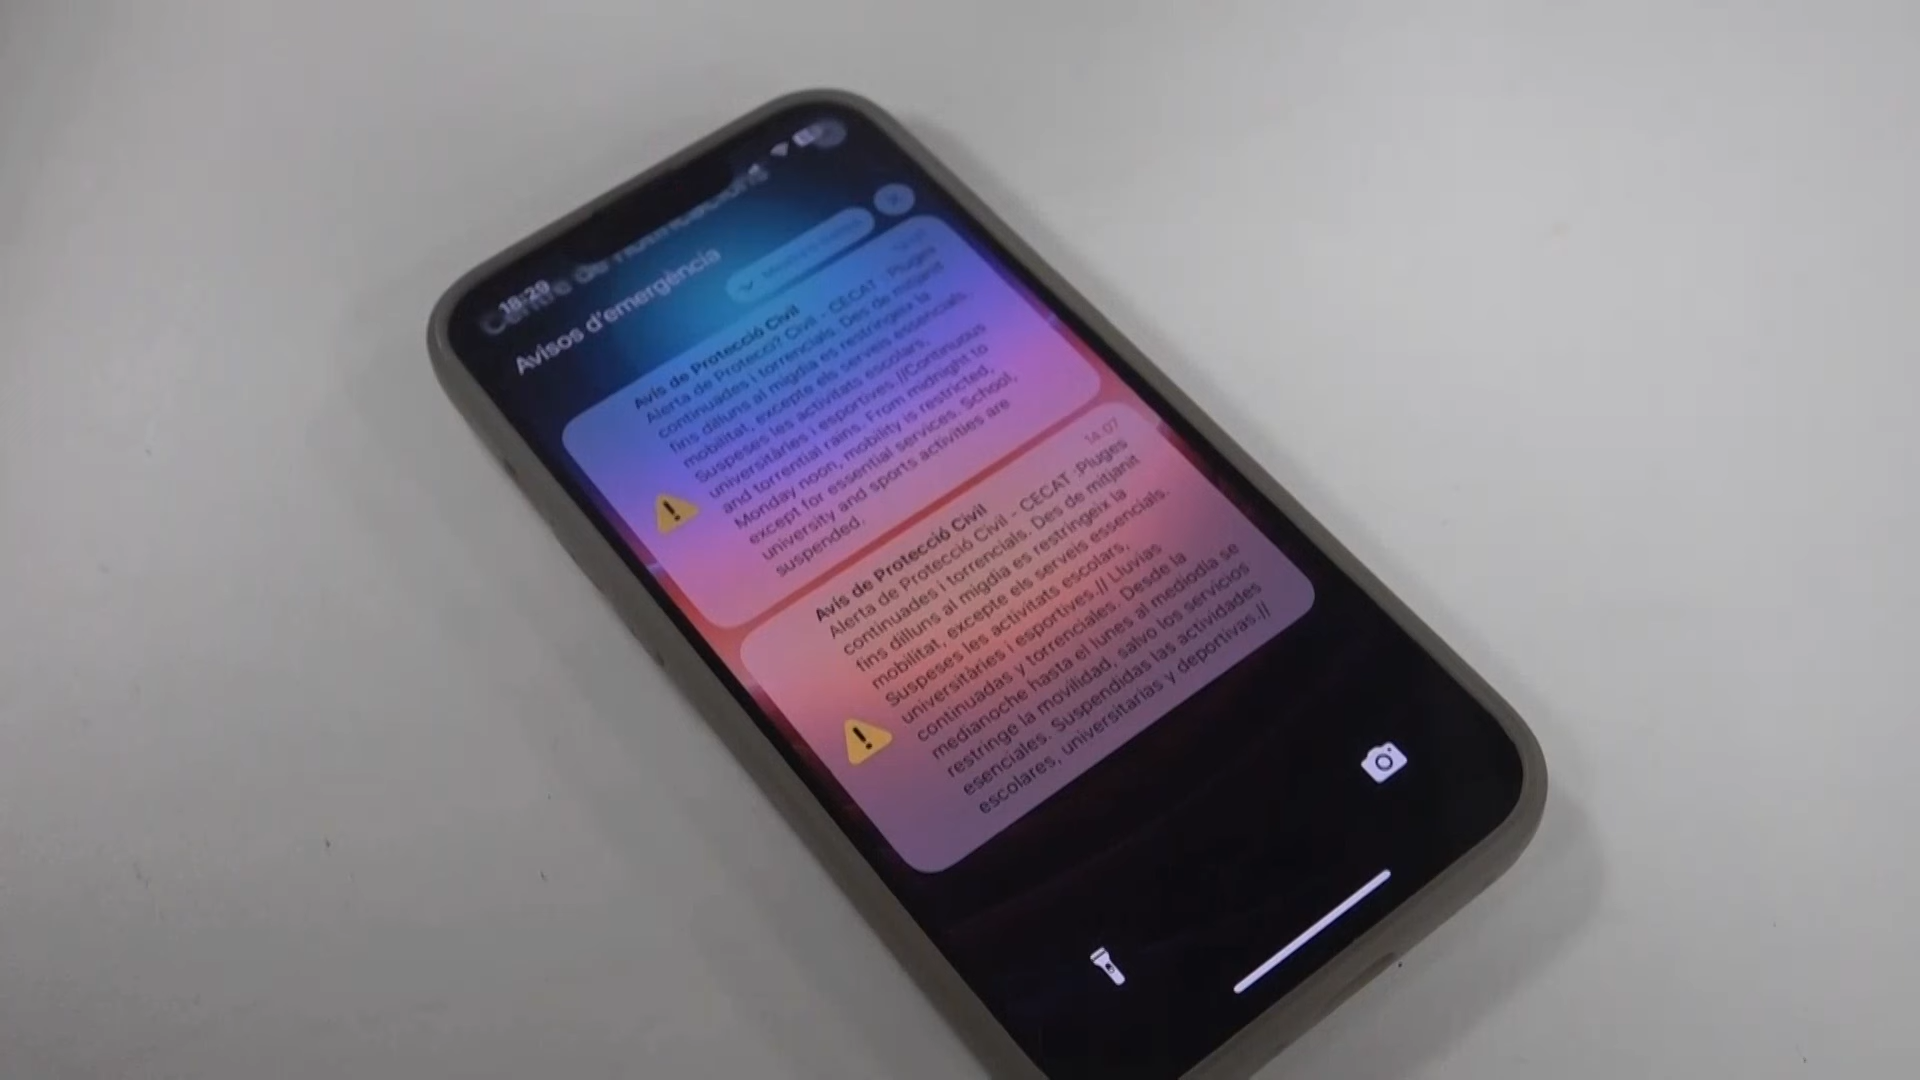 18:29
Centre de notificacions
Avisos d'emergència
Avís de Protecció Civil
Alerta de Protecci? Civil - CECAT : Pluges
continuades i torrencials. Des de mitjanit
fins dilluns al migdia es restringeix la
mobilitat, excepte els serveis essencials.
Suspeses les activitats escolars,
universitàries i esportives //Continuous
and torrential rains. From midnight to
Monday noon, mobility is restricted,
except for essential services. School,
university and sports activities are
suspended.
Avís de Protecció Civil
14:07
Alerta de Protecció Civil - CECAT :Pluges
continuades i torrencials. Des de mitjanit
fins dilluns al migdia es restringeix la
mobilitat, excepte els serveis essencials.
Suspeses les activitats escolars,
universitàries i esportives.// Lluvias
continuadas y torrenciales. Desde la
medianoche hasta el lunes al mediodía se
restringe la movilidad, salvo los servicios
esenciales. Suspendidas las actividades
escolares, universitarias y deportivas.//